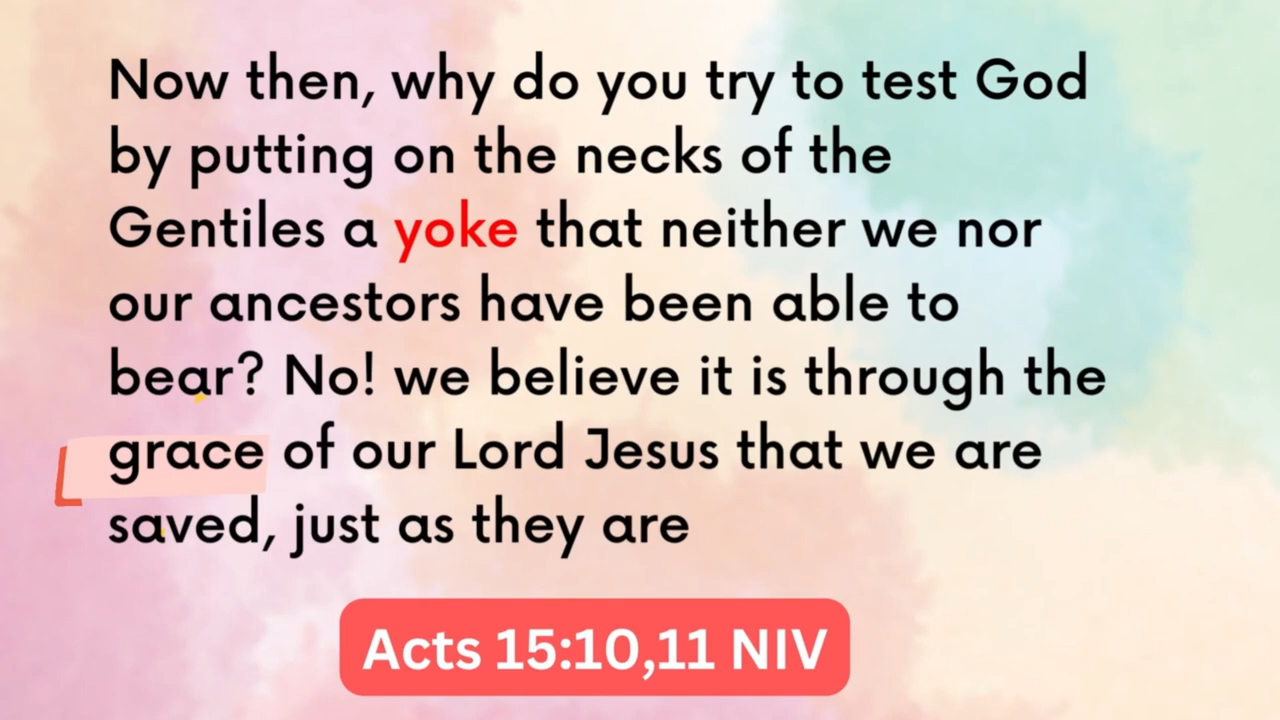 Now then, why do you try to test God
by putting on the necks of the
Gentiles a yoke that neither we nor
our ancestors have been able to
bear? No! we believe it is through the
grace of our Lord Jesus that we are
saved, just as they are
Acts 15:10,11 NIV